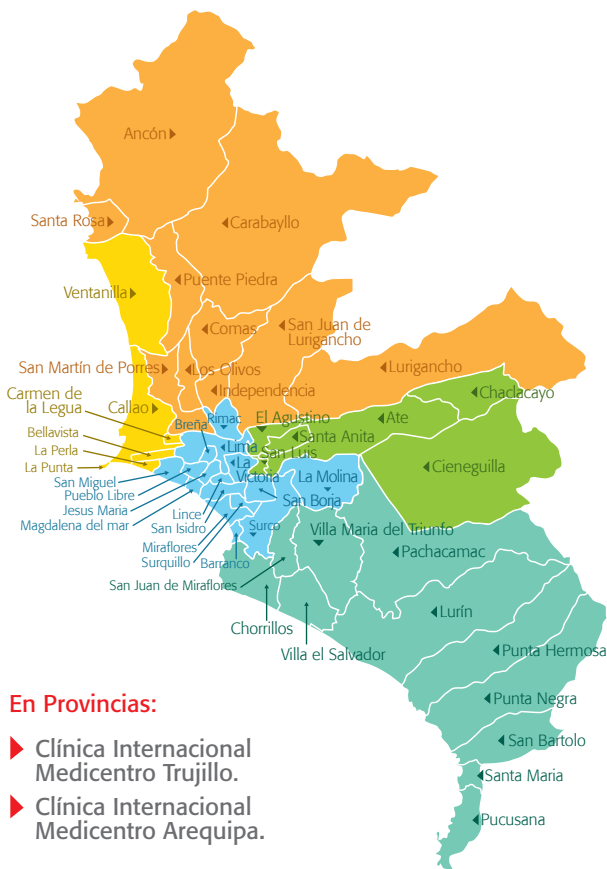 Ancón
Santa Rosa
Carabayllo
Puente Piedra
Ventanilla
Comas
San Juan de
Lurigancho
San Martín de Porres
Los Olivos
Lurigancho
Independencia
Chaclacayo
Carmen de
la Legua
Callao
Rimac
El Agustino
Ate
Breña
Bellavista
Santa Anita
Lima
La Perla
San Luis
La
Victoria
La Punta
Cieneguilla
La Molina
San Miguel
Pueblo Libre
San Borja
Jesus Maria
Lince
Magdalena del mar
San Isidro
Surco
Villa Maria del Triunfo
Miraflores
Pachacamac
Surquillo
Barranco
San Juan de Miraflores
Lurín
Chorrillos
Villa el Salvador
Punta Hermosa
Punta Negra
En Provincias:
San Bartolo
Clínica Internacional
Medicentro Trujillo.
Santa Maria
Clínica Internacional
Medicentro Arequipa.
Pucusana